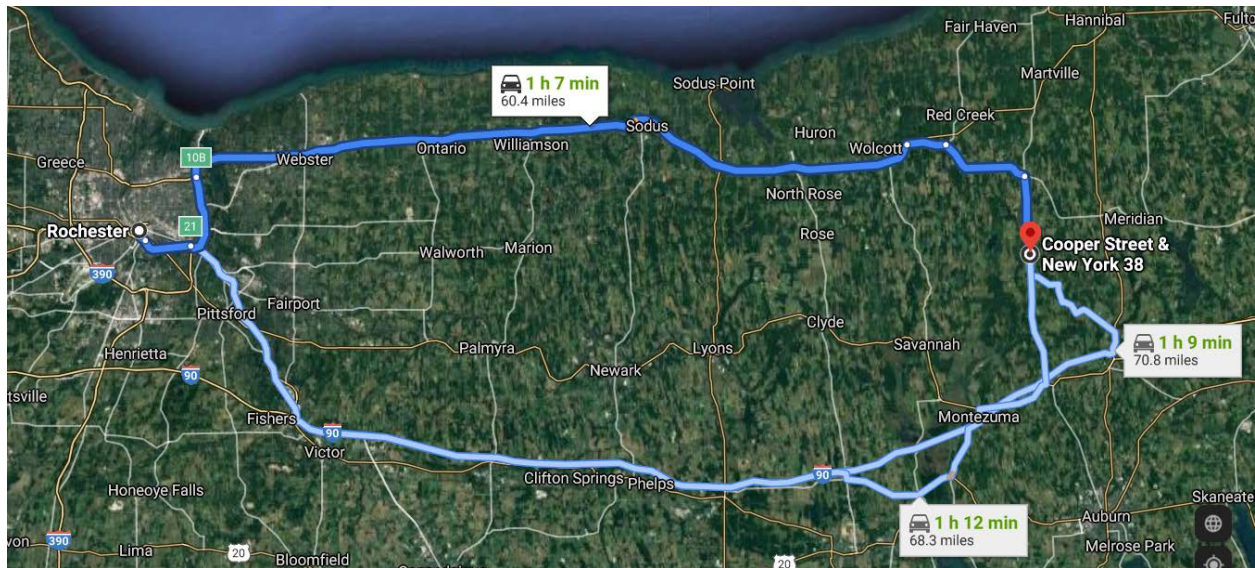 Fair Haven
Hannibal
Martville
1 h 7 min
60.4 miles
Sodus Point
Sodus
Red Creek
Huron
Wolcott
Williamson
Ontario
Webster
10B
Greece
North Rose
Meridian
21
Rochester
Rose
Cooper Street &
New York 38
Walworth
Marion
390
Fairport
Pittsford
Clyde
Savannah
1 h 9 min
70.8 miles
Henrietta
Palmyra
Lyons
Newark
90
Montezuma
Fishers
90
Victor
Clifton Springs
Phelps
90
Honeoye Falls
1 h 12 min
68.3 miles
Auburn
390
Lima
20
Bloomfield
20
Melrose Park